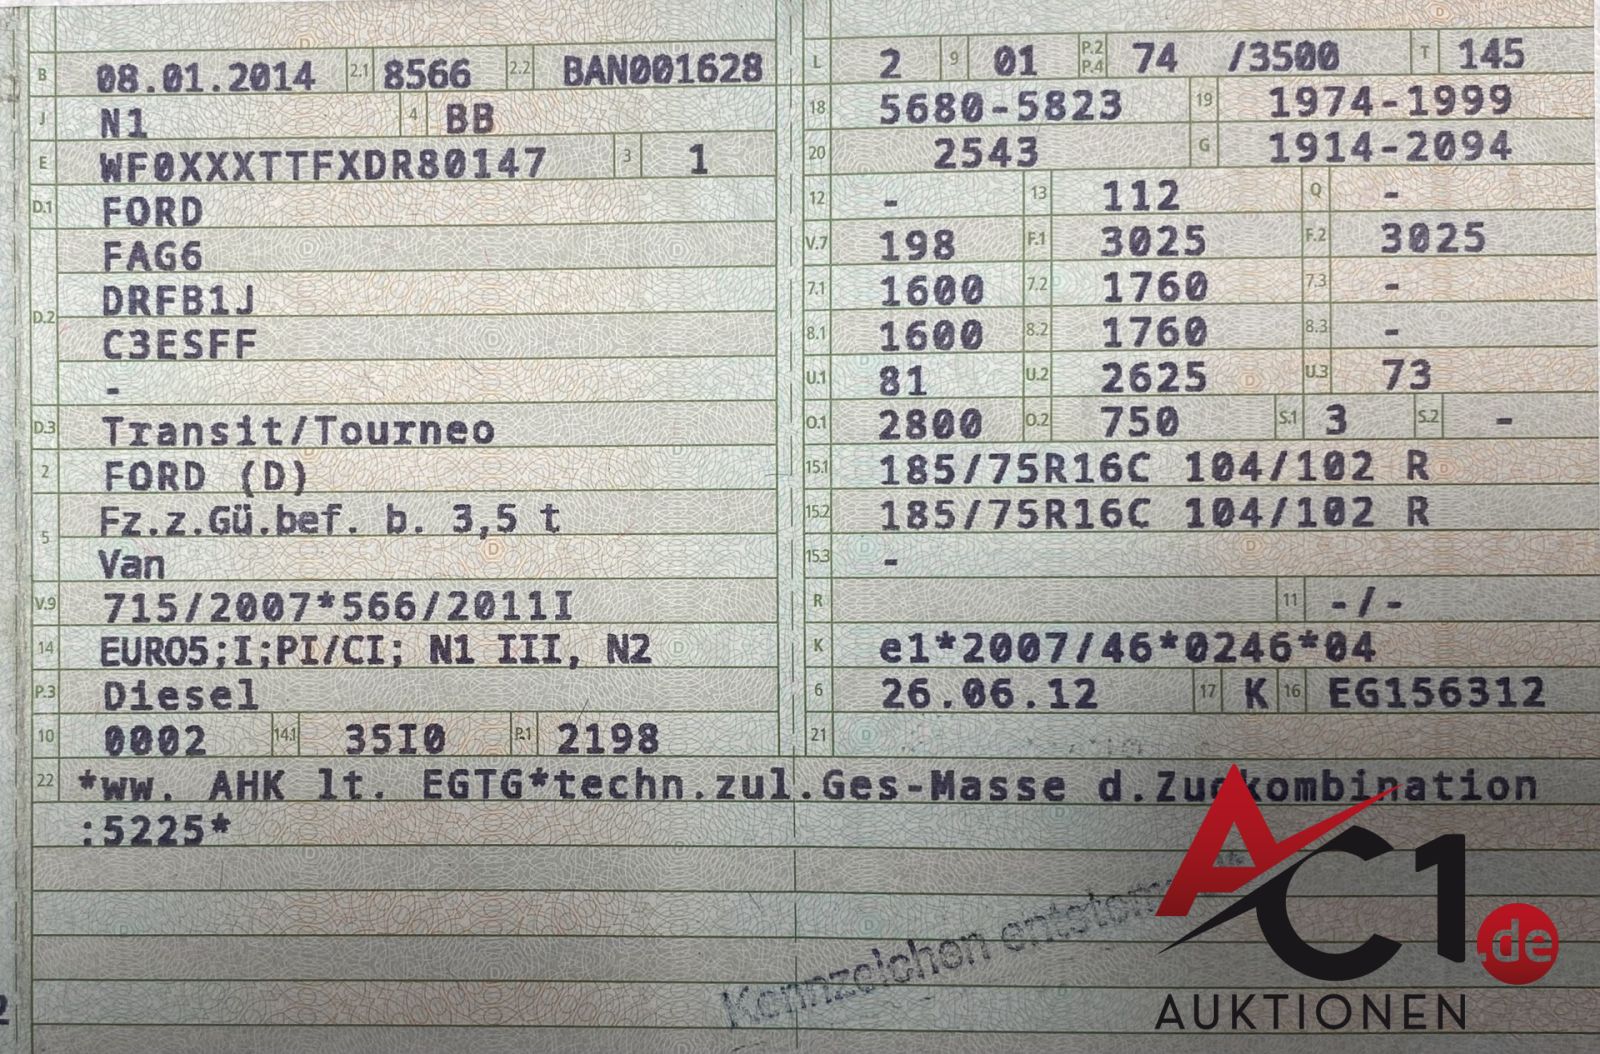 B 08.01.2014 2.1 8566 2.2 BAN001628
J N1 4 BB
E WF0XXXTTFXDR80147 3 1
D.1 FORD
FAG6
D.2 DRFB1J
C3ESFF
-
D.3 Transit/Tourneo
2 FORD (D)
5 Fz.z.Gü.bef. b. 3,5 t
Van
V.9 715/2007*566/2011I
14 EURO5;I;PI/CI; N1 III, N2
P.3 Diesel
10 0002 14.1 35I0 P.1 2198
L 2 9 01 P.2 P.4 74 /3500 T 145
18 5680-5823 19 1974-1999
20 2543 G 1914-2094
12 - 13 112 Q -
V.7 198 F.1 3025 F.2 3025
7.1 1600 7.2 1760 7.3 -
8.1 1600 8.2 1760 8.3 -
U.1 81 U.2 2625 U.3 73
O.1 2800 O.2 750 S.1 3 S.2 -
15.1 185/75R16C 104/102 R
15.2 185/75R16C 104/102 R
15.3 -
R 11 -/-
K e1*2007/46*0246*04
6 26.06.12 17 K 16 EG156312
21
22 *ww. AHK lt. EGTG*techn.zul.Ges-Masse d.Zugkombination
:5225*
Kennzeichen
AC1.de
AUKTIONEN